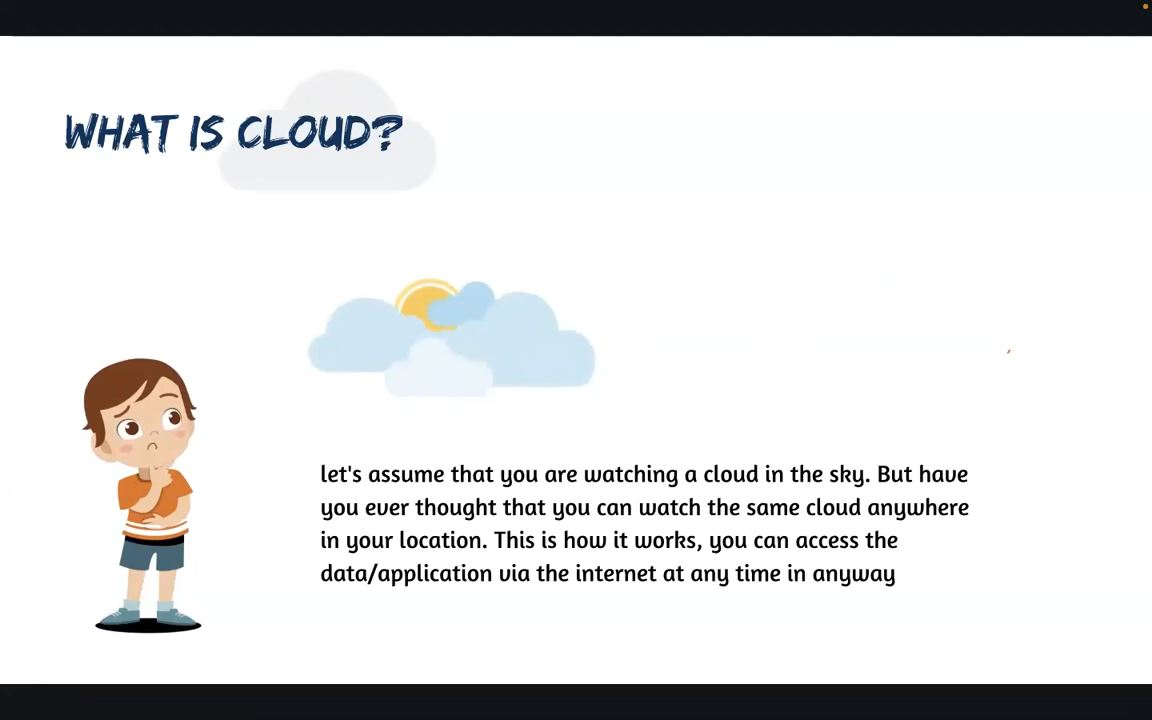 WHAT IS CLOUD?
let's assume that you are watching a cloud in the sky. But have
you ever thought that you can watch the same cloud anywhere
in your location. This is how it works, you can access the
data/application via the internet at any time in anyway